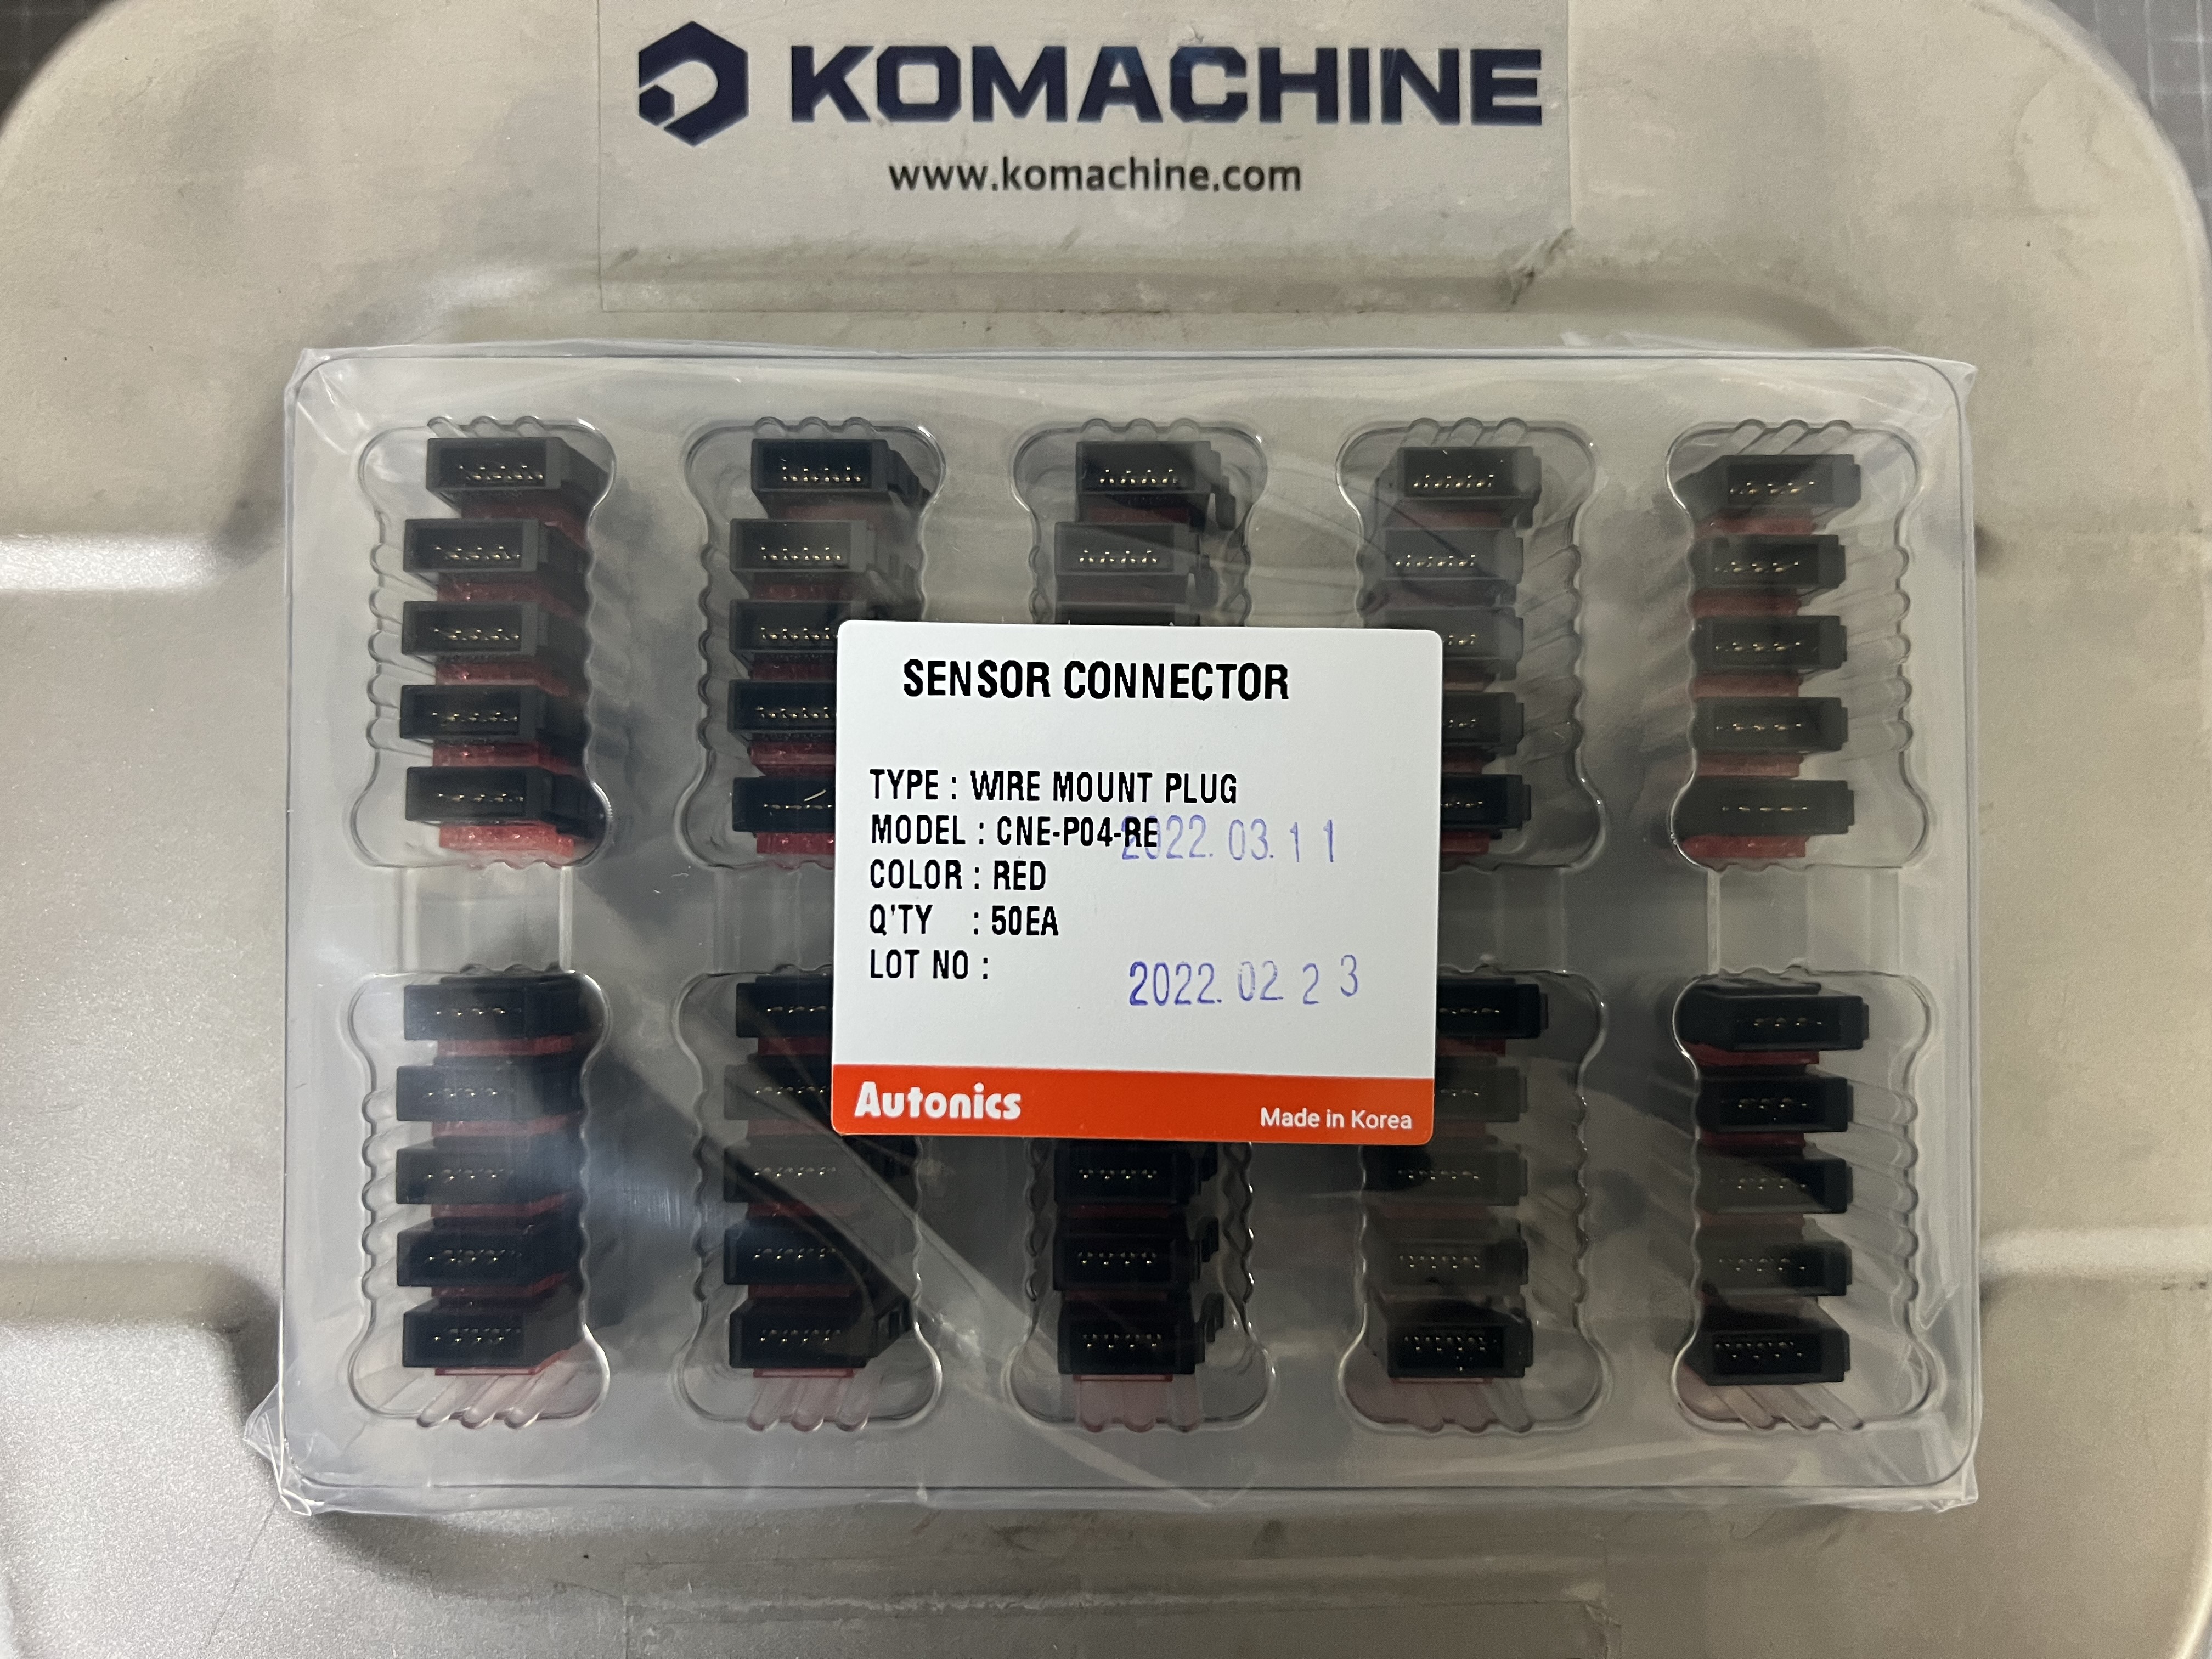 KOMACHINE
www.komachine.com
SENSOR CONNECTOR
TYPE : WIRE MOUNT PLUG
MODEL : CNE-P04-RE
2022. 03. 1 1
COLOR : RED
Q'TY : 50EA
LOT NO :
2022. 02 2 3
Autonics
Made in Korea